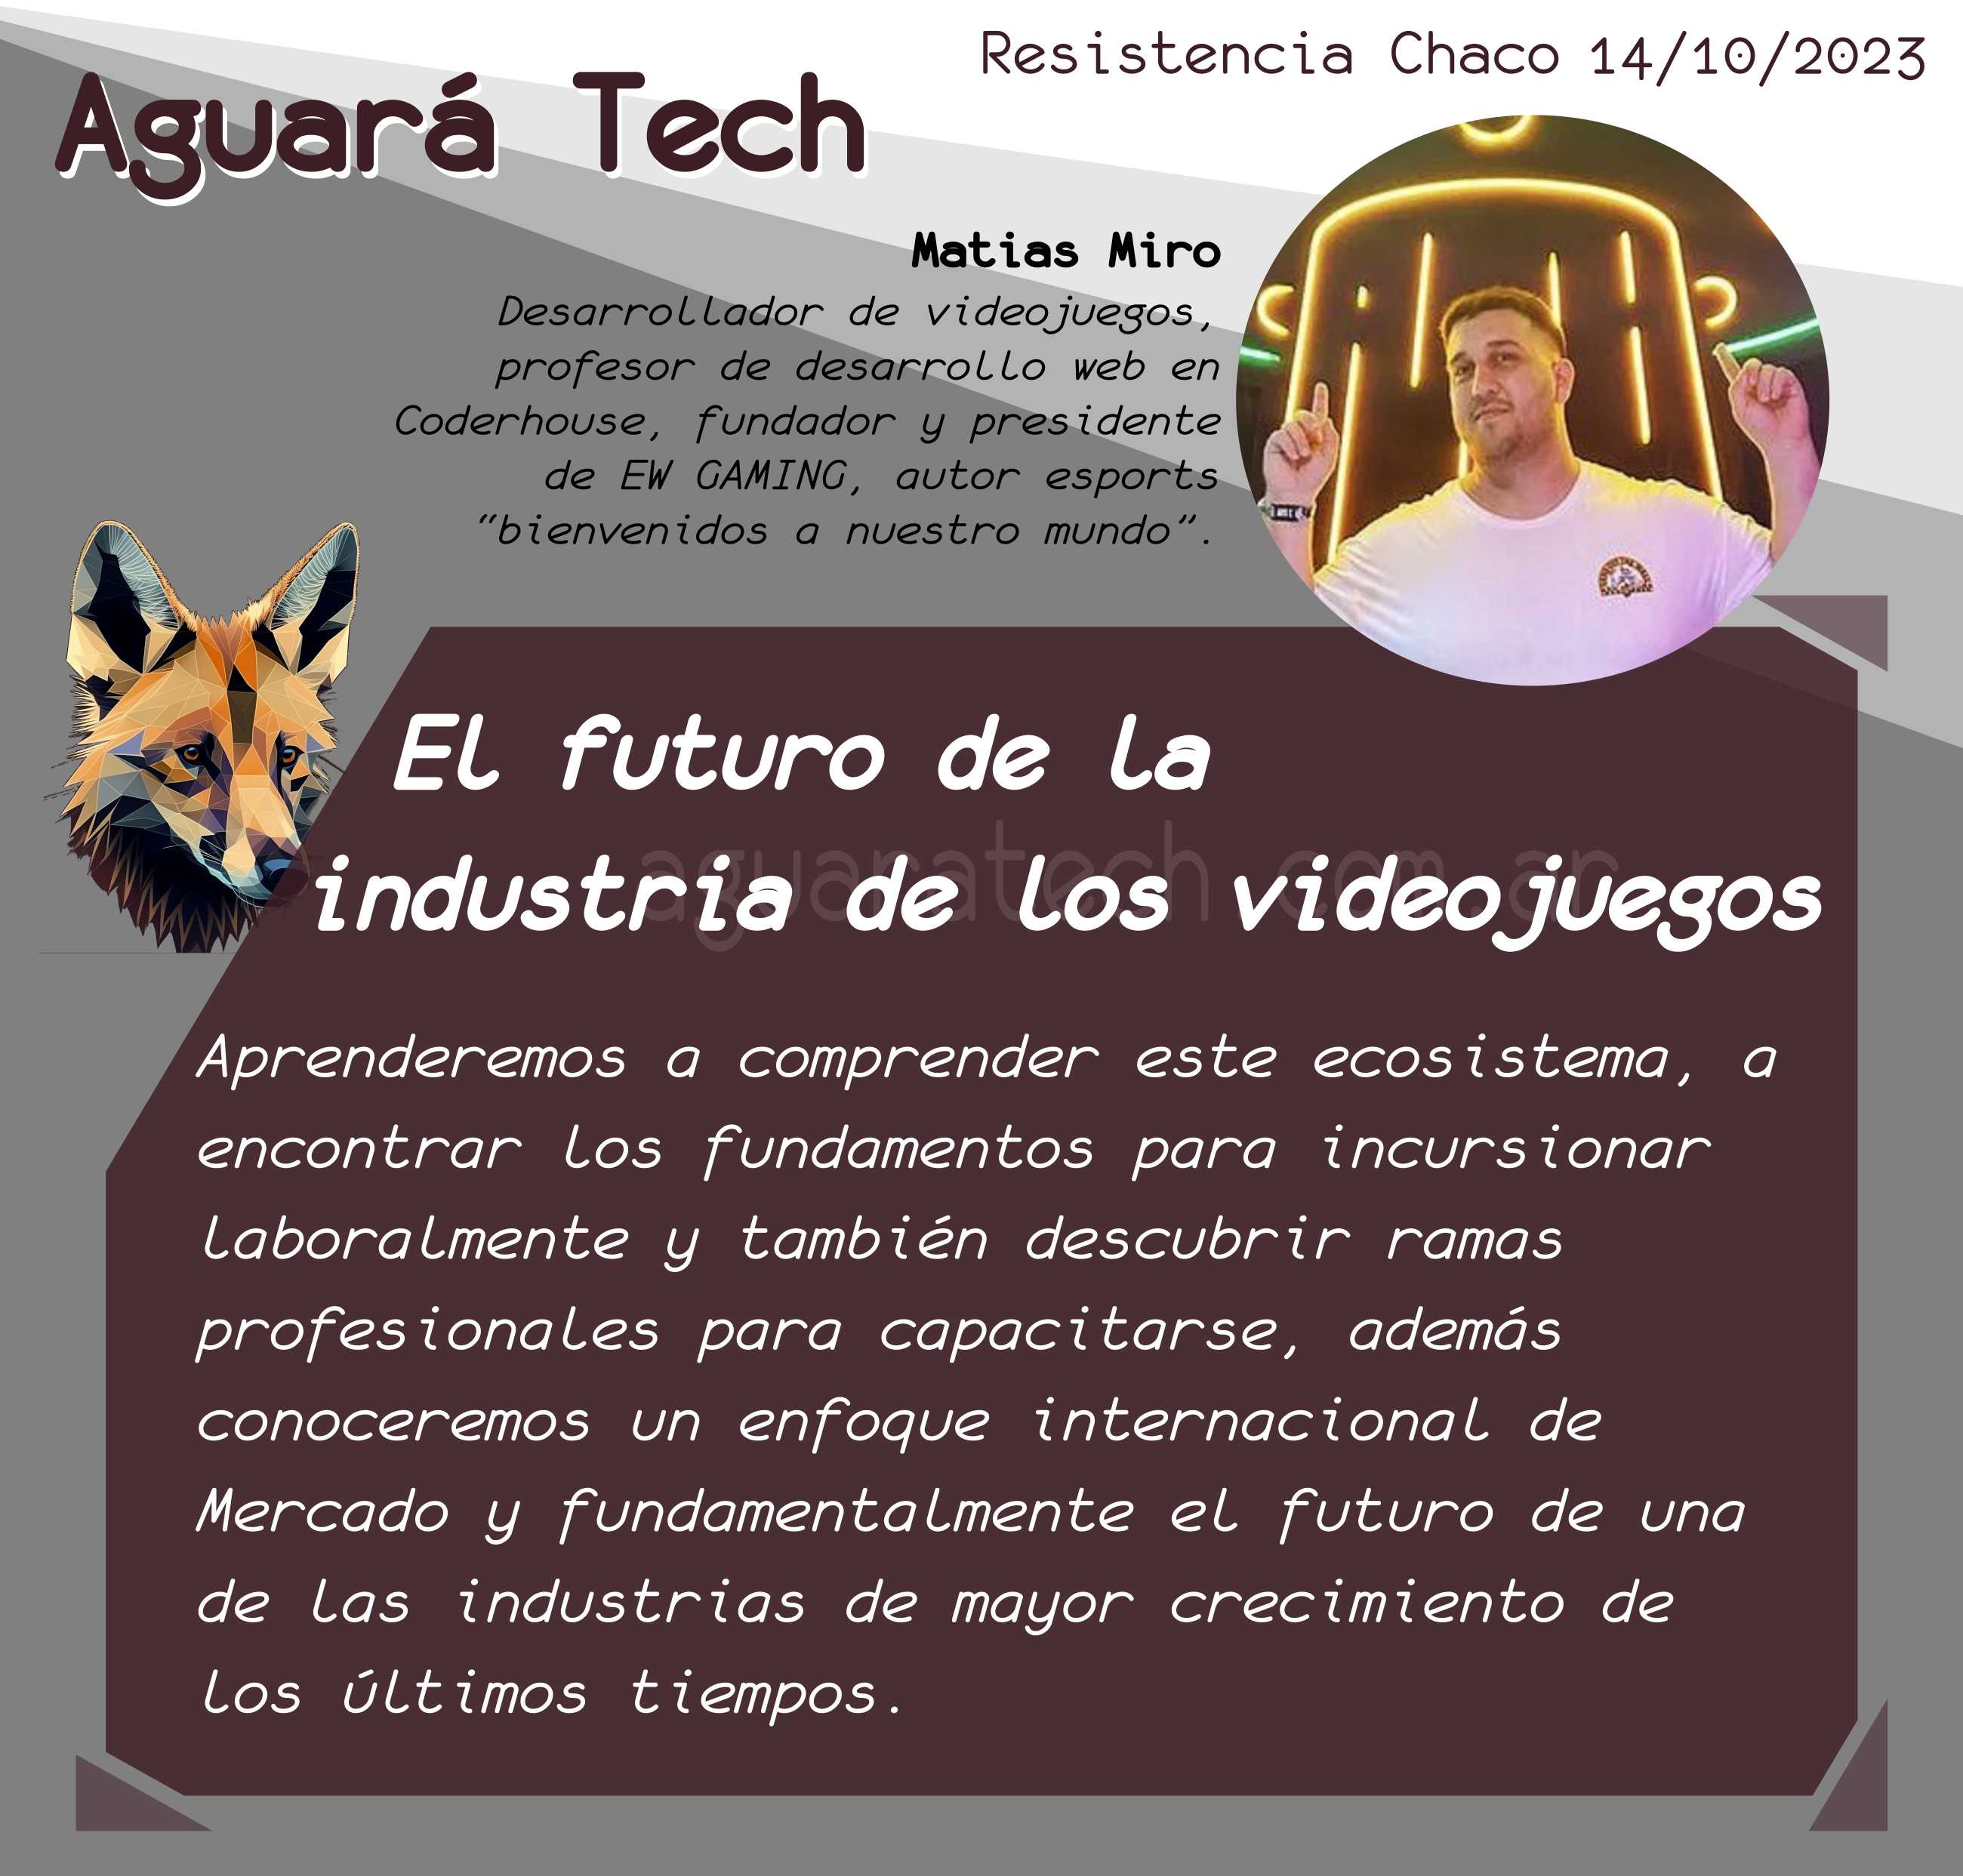 Resistencia Chaco 14/10/2023
Aguará Tech
Matias Miro
Desarrollador de videojuegos,
profesor de desarrollo web en
Coderhouse, fundador y presidente
de EW GAMING, autor esports
“bienvenidos a nuestro mundo”.
El futuro de la
industria de los videojuegos
aguaratech.com.ar
Aprenderemos a comprender este ecosistema, a
encontrar los fundamentos para incursionar
laboralmente y también descubrir ramas
profesionales para capacitarse, además
conoceremos un enfoque internacional de
Mercado y fundamentalmente el futuro de una
de las industrias de mayor crecimiento de
los últimos tiempos.